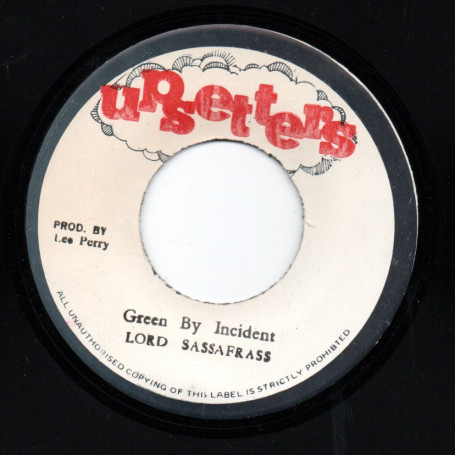 upsetters
PROD. BY
Lee Perry
Green By Incident
LORD SASSAFRASS
ALL UNAUTHORISED COPYING OF THIS LABEL IS STRICTLY PROHIBITED